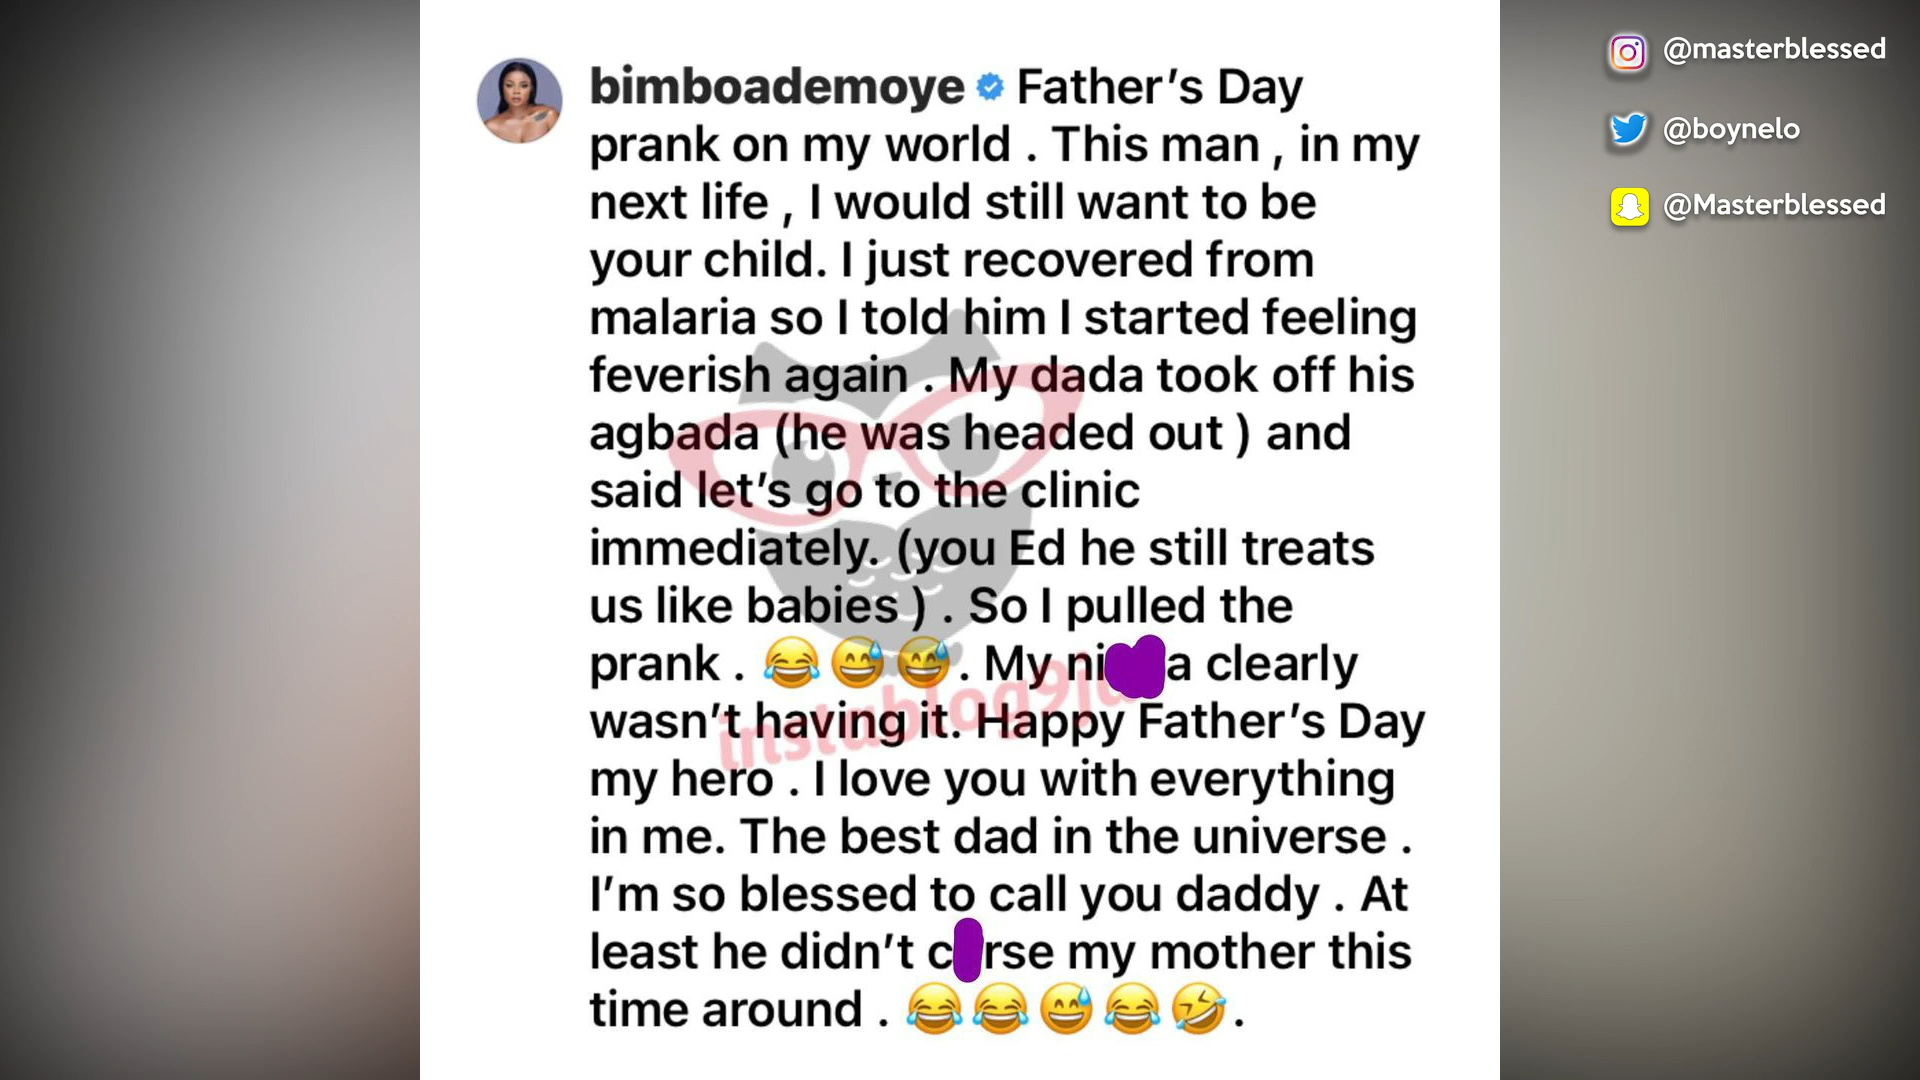 bimboademoye Father's Day
prank on my world . This man , in my
next life , I would still want to be
your child. I just recovered from
malaria so I told him I started feeling
feverish again . My dada took off his
agbada (he was headed out ) and
said let's go to the clinic
immediately. (you Ed he still treats
us like babies ) . So I pulled the
prank . 😂 😅 😅 . My ni a clearly
wasn't having it. Happy Father's Day
my hero . I love you with everything
in me. The best dad in the universe .
I'm so blessed to call you daddy . At
least he didn't c rse my mother this
time around . 😂 😂 😅 😂 🤣 .
instablog9ja
@masterblessed
@boynelo
@Masterblessed